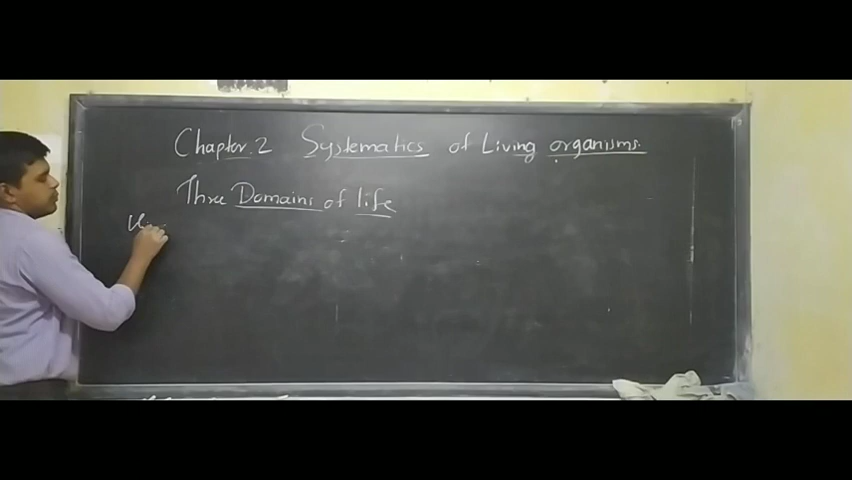 Chapter.2 Systematics of Living organisms.
Three Domains of life